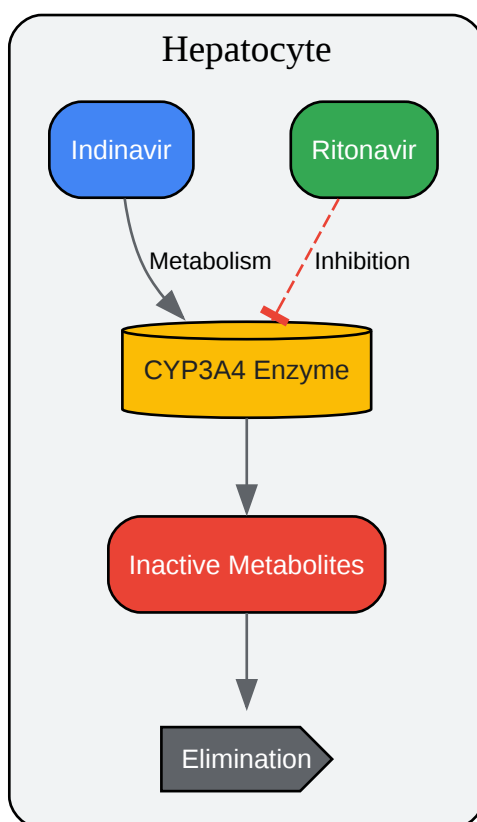 Hepatocyte
Indinavir
Ritonavir
Metabolism
Inhibition
CYP3A4 Enzyme
Inactive Metabolites
Elimination